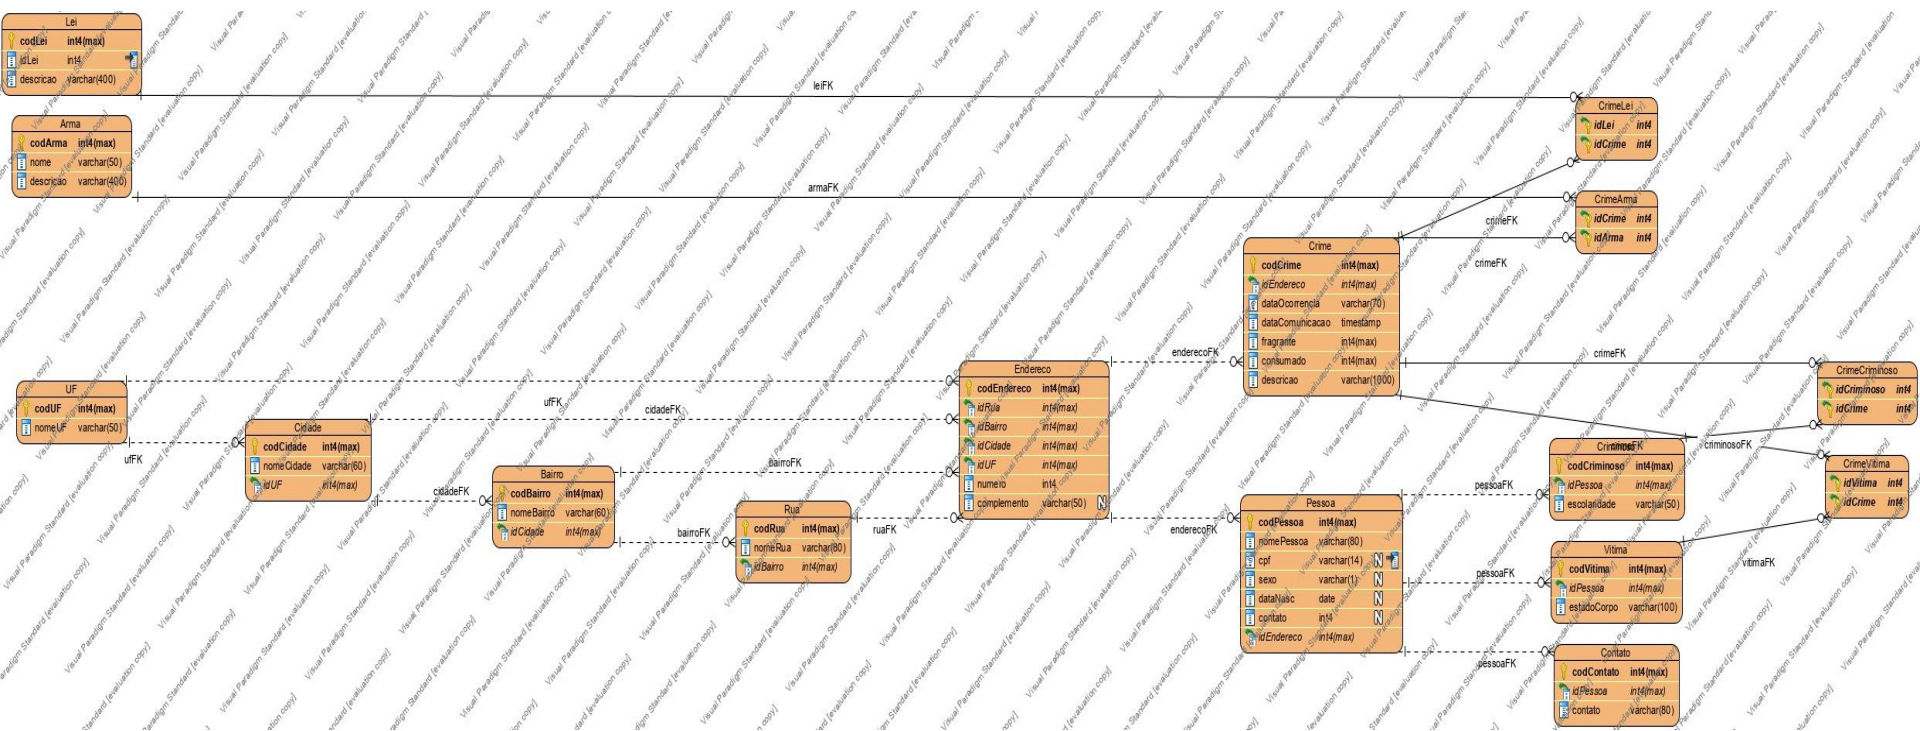 Lei
codLei int4(max)
idLei int4
descricao varchar(400)
leiFK
Arma
codArma int4(max)
nome varchar(50)
descricao varchar(400)
armaFK
CrimeLei
idLei int4
idCrime int4
crimeFK
CrimeArma
idCrime int4
idArma int4
crimeFK
Crime
codCrime int4(max)
idEndereco int4(max)
dataOcorrencia varchar(70)
dataComunicacao timestamp
fragrante int4(max)
consumado int4(max)
descricao varchar(1000)
enderecoFK
crimeFK
UF
codUF int4(max)
nomeUF varchar(50)
ufFK
ufFK
Cidade
codCidade int4(max)
nomeCidade varchar(60)
idUF int4(max)
cidadeFK
cidadeFK
Bairro
codBairro int4(max)
nomeBairro varchar(60)
idCidade int4(max)
bairroFK
bairroFK
Rua
codRua int4(max)
nomeRua varchar(80)
idBairro int4(max)
ruaFK
Endereco
codEndereco int4(max)
idRua int4(max)
idBairro int4(max)
idCidade int4(max)
idUF int4(max)
numero int4
complemento varchar(50) N
enderecoFK
Pessoa
codPessoa int4(max)
nomePessoa varchar(80)
cpf varchar(14) N
sexo varchar(1) N
dataNasc date N
contato int4 N
idEndereco int4(max)
pessoaFK
pessoaFK
pessoaFK
CrimeCriminoso
idCriminoso int4
idCrime int4
crimeFK
criminosoFK
Criminoso
codCriminoso int4(max)
idPessoa int4(max)
escolaridade varchar(50)
CrimeVitima
idVitima int4
idCrime int4
vitimaFK
Vitima
codVitima int4(max)
idPessoa int4(max)
estadoCorpo varchar(100)
Contato
codContato int4(max)
idPessoa int4(max)
contato varchar(80)
Visual Paradigm Standard [evaluation copy]